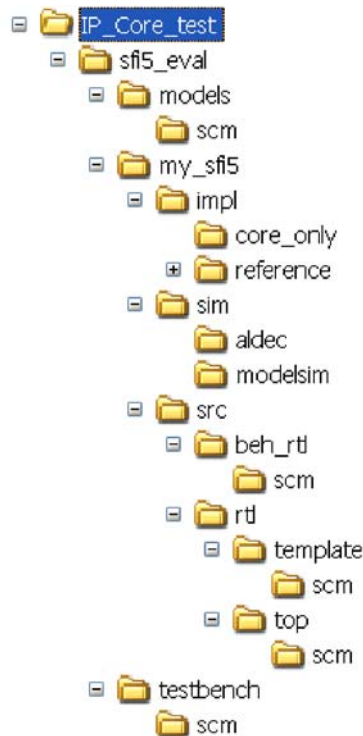 IP_Core_test
sfi5_eval
models
scm
my_sfi5
impl
core_only
reference
sim
aldec
modelsim
src
beh_rtl
scm
rtl
template
scm
top
scm
testbench
scm